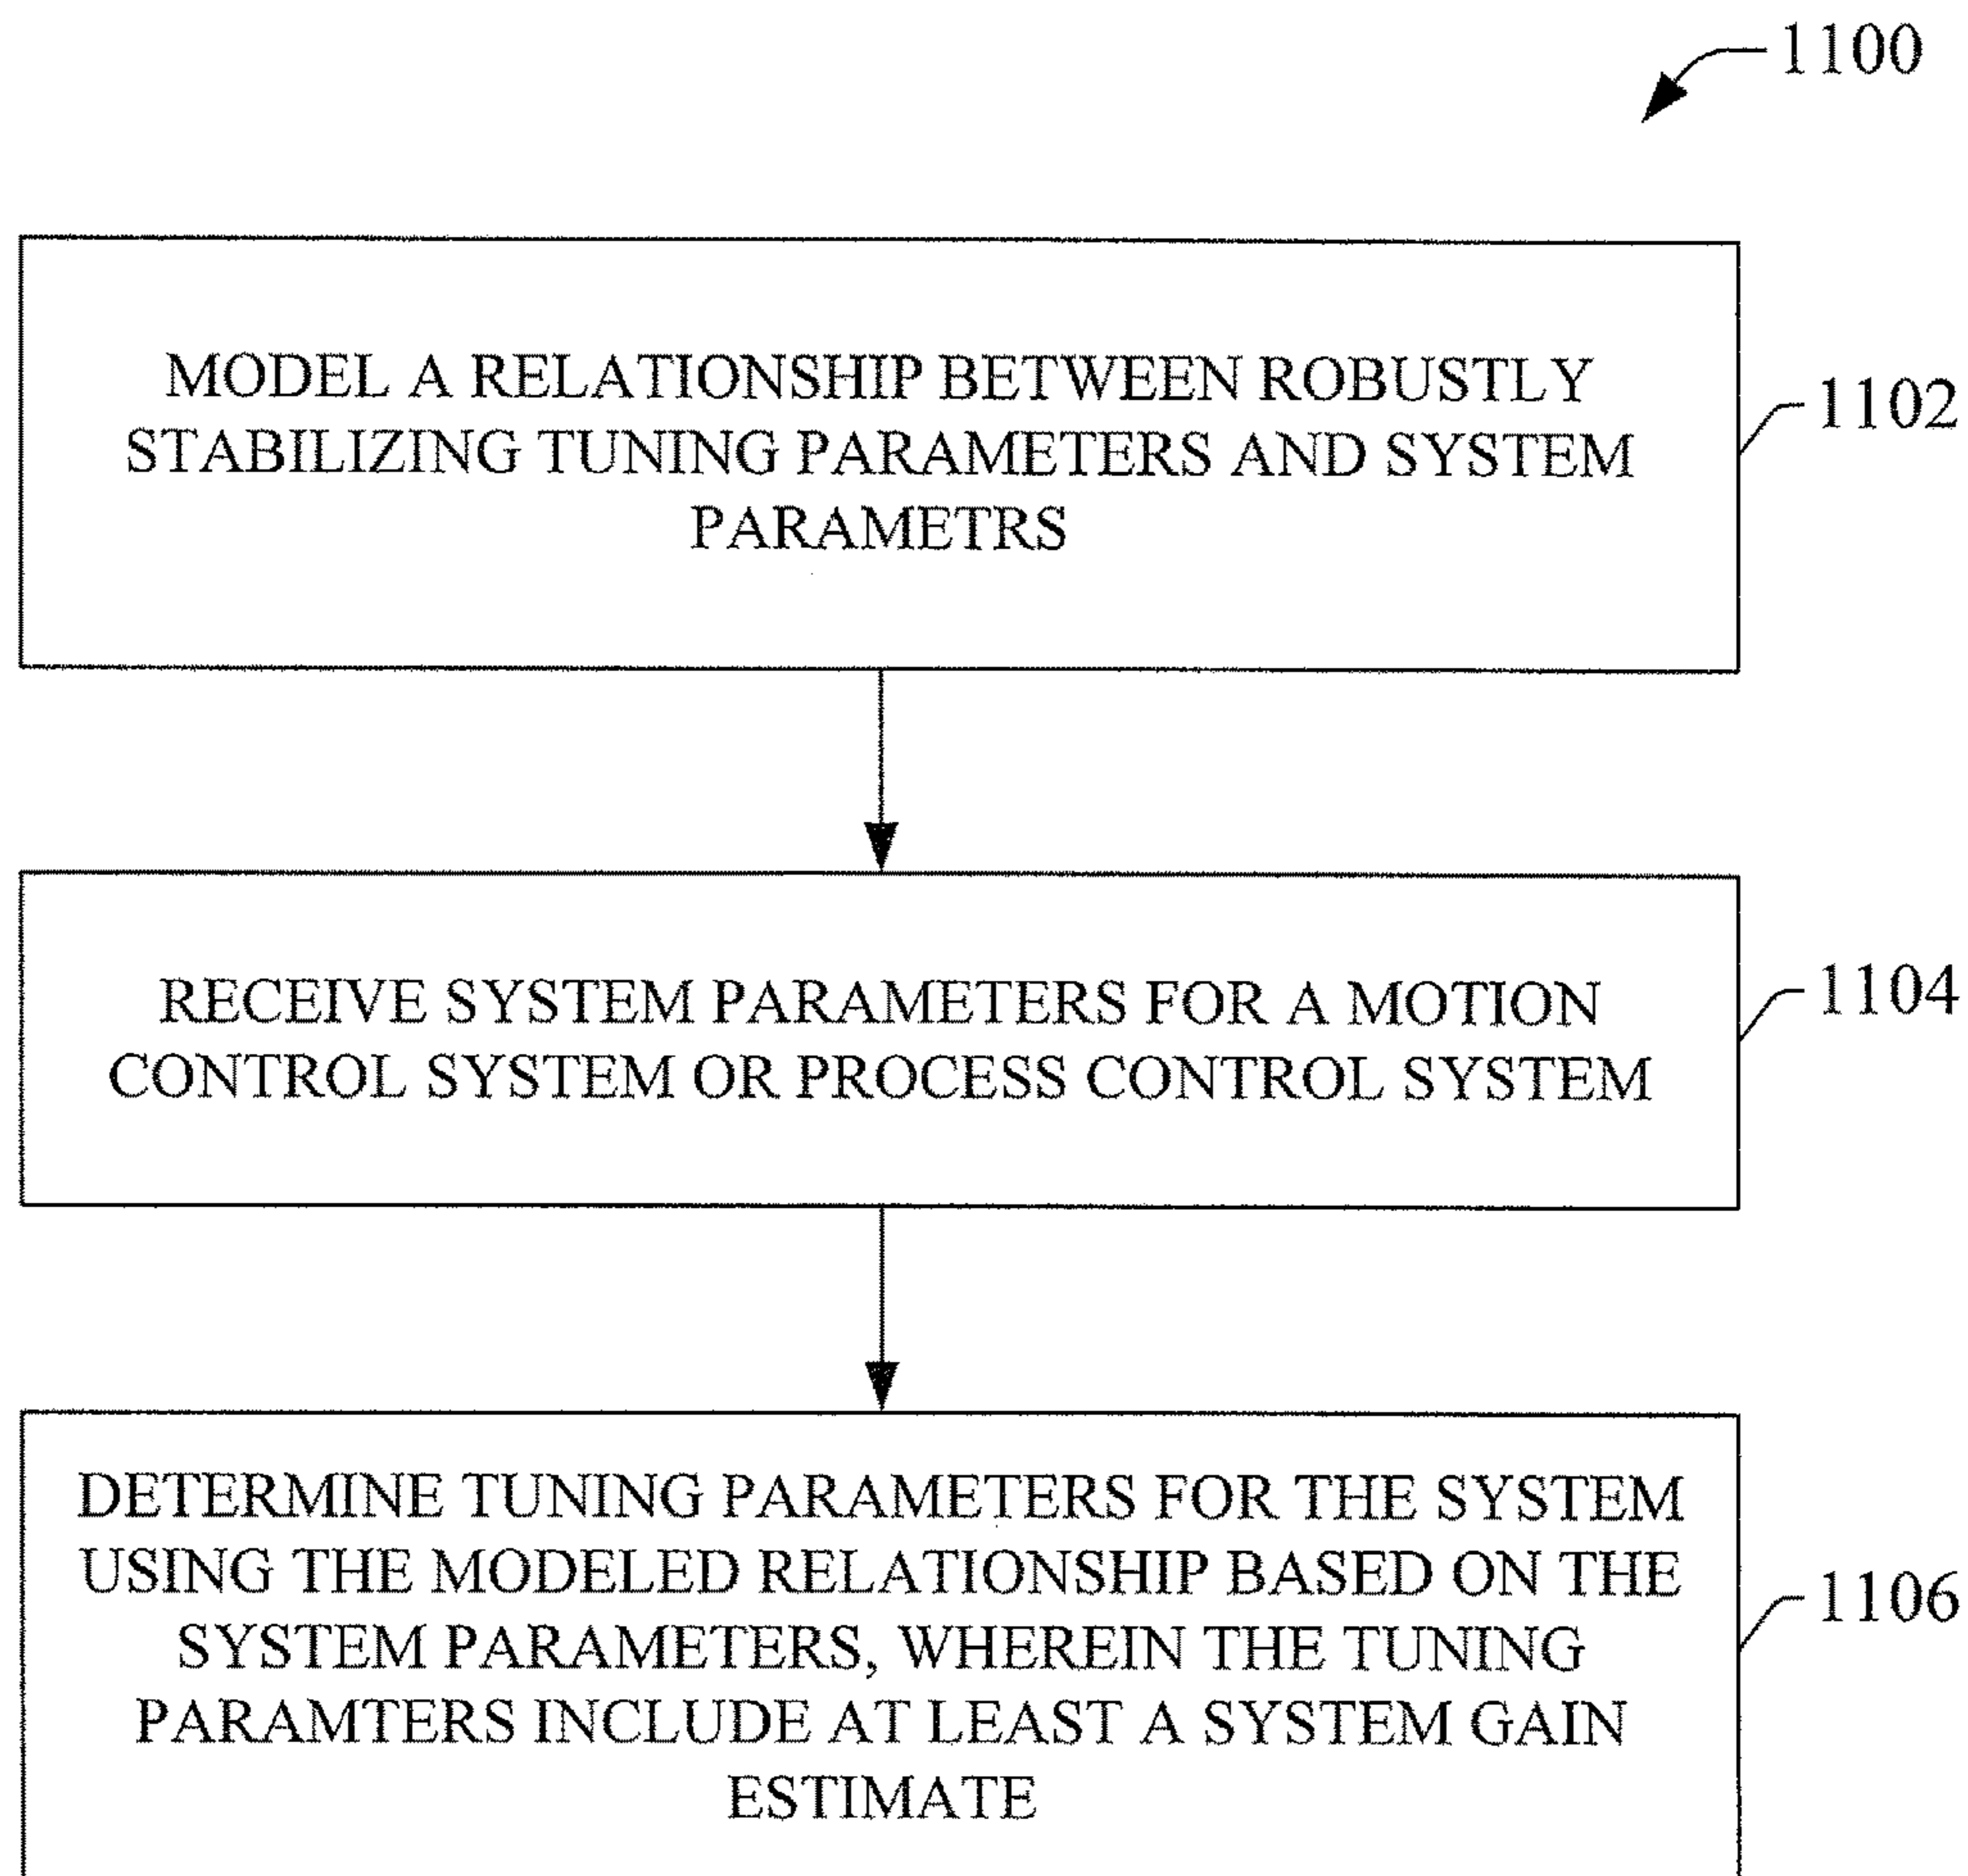 1100
MODEL A RELATIONSHIP BETWEEN ROBUSTLY
STABILIZING TUNING PARAMETERS AND SYSTEM
PARAMETRS
1102
RECEIVE SYSTEM PARAMETERS FOR A MOTION
CONTROL SYSTEM OR PROCESS CONTROL SYSTEM
1104
DETERMINE TUNING PARAMETERS FOR THE SYSTEM
USING THE MODELED RELATIONSHIP BASED ON THE
SYSTEM PARAMETERS, WHEREIN THE TUNING
PARAMTERS INCLUDE AT LEAST A SYSTEM GAIN
ESTIMATE
1106